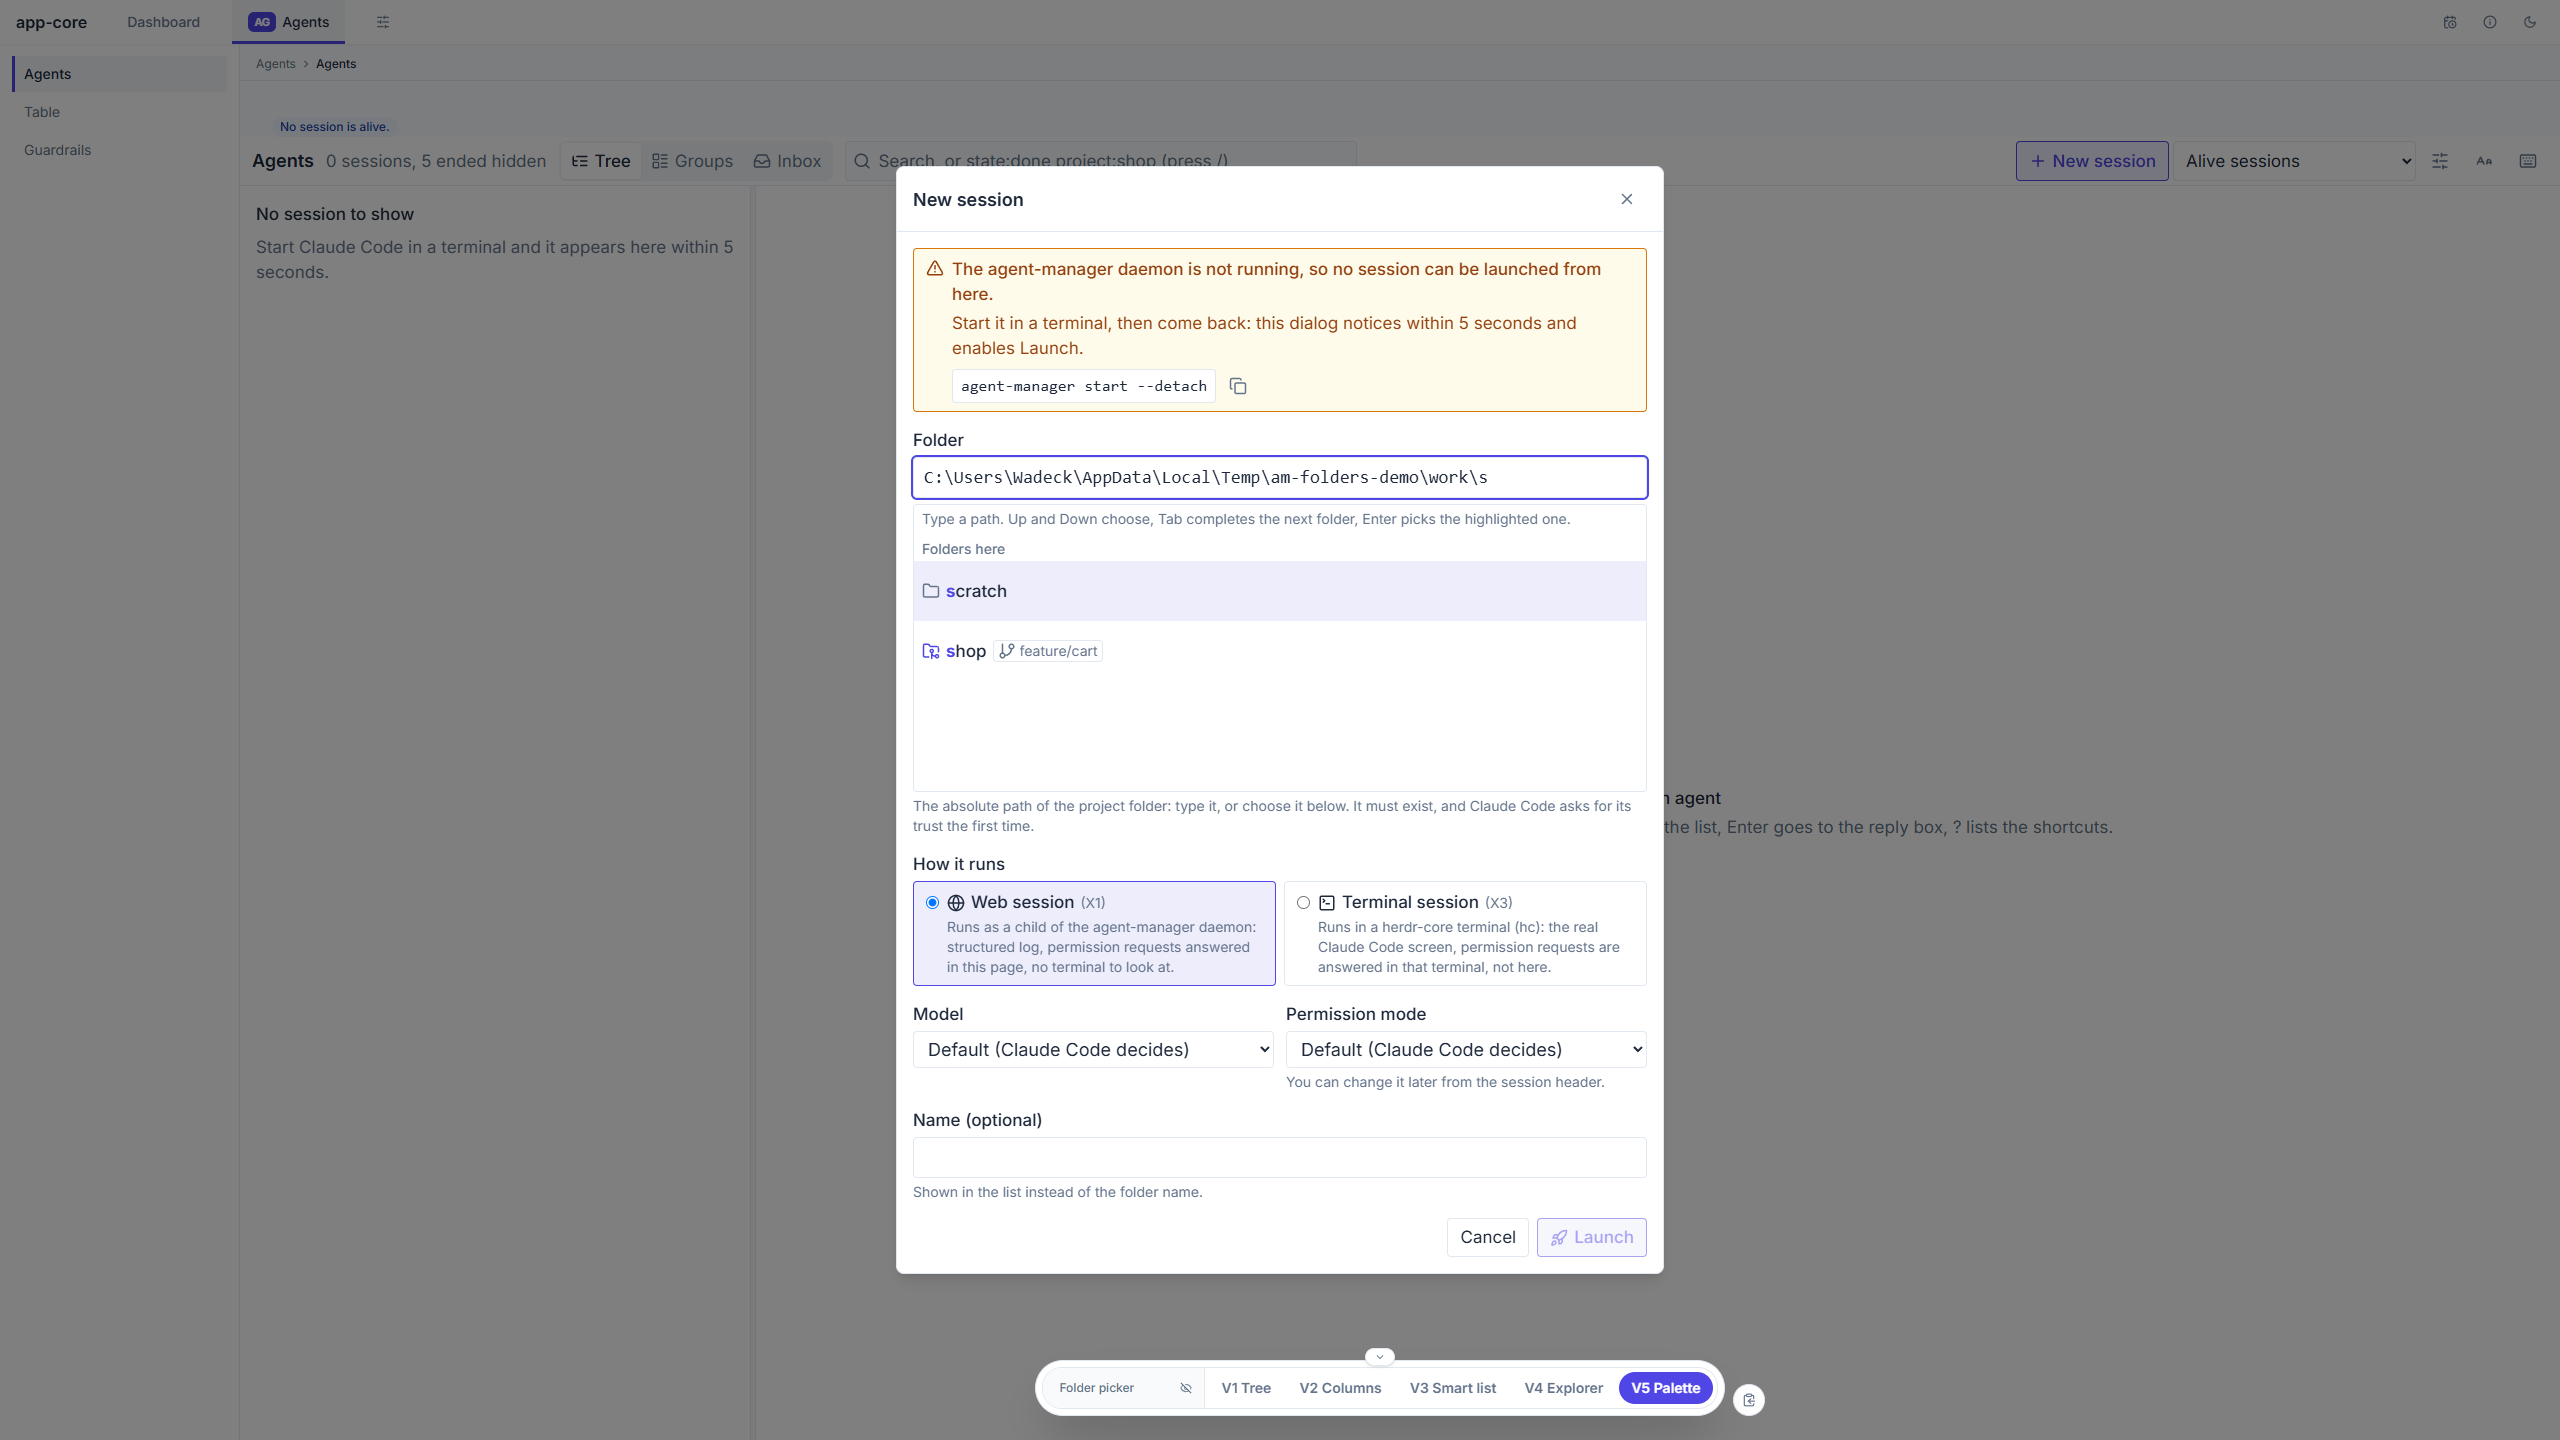 app-core
Dashboard
AG Agents
Agents
Table
Guardrails
Agents > Agents
No session is alive.
Agents 0 sessions, 5 ended hidden
Tree
Groups
Inbox
Search, or state:done project:shop (press /)
+ New session
Alive sessions
Aa
No session to show
Start Claude Code in a terminal and it appears here within 5
seconds.
New session
The agent-manager daemon is not running, so no session can be launched from
here.
Start it in a terminal, then come back: this dialog notices within 5 seconds and
enables Launch.
agent-manager start --detach
Folder
C:\Users\Wadeck\AppData\Local\Temp\am-folders-demo\work\s
Type a path. Up and Down choose, Tab completes the next folder, Enter picks the highlighted one.
Folders here
scratch
shop feature/cart
The absolute path of the project folder: type it, or choose it below. It must exist, and Claude Code asks for its
trust the first time.
How it runs
Web session (X1)
Runs as a child of the agent-manager daemon:
structured log, permission requests answered
in this page, no terminal to look at.
Terminal session (X3)
Runs in a herdr-core terminal (hc): the real
Claude Code screen, permission requests are
answered in that terminal, not here.
Model
Default (Claude Code decides)
Permission mode
Default (Claude Code decides)
You can change it later from the session header.
Name (optional)
Shown in the list instead of the folder name.
Cancel
Launch
agent
the list, Enter goes to the reply box, ? lists the shortcuts.
Folder picker
V1 Tree
V2 Columns
V3 Smart list
V4 Explorer
V5 Palette